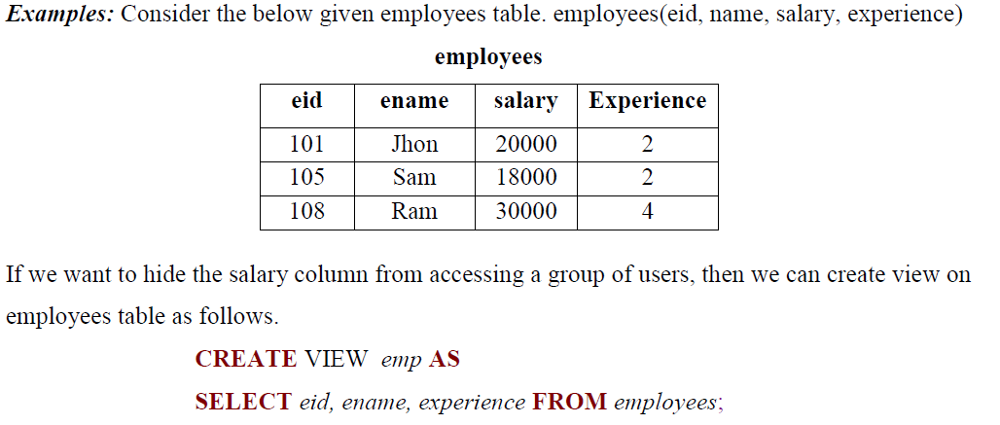 Examples: Consider the below given employees table. employees(eid, name, salary, experience)
employees
eid ename salary Experience
101 Jhon 20000 2
105 Sam 18000 2
108 Ram 30000 4
If we want to hide the salary column from accessing a group of users, then we can create view on
employees table as follows.
CREATE VIEW emp AS
SELECT eid, ename, experience FROM employees;